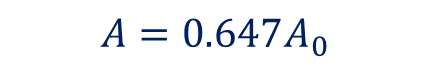 A = 0.647A₀